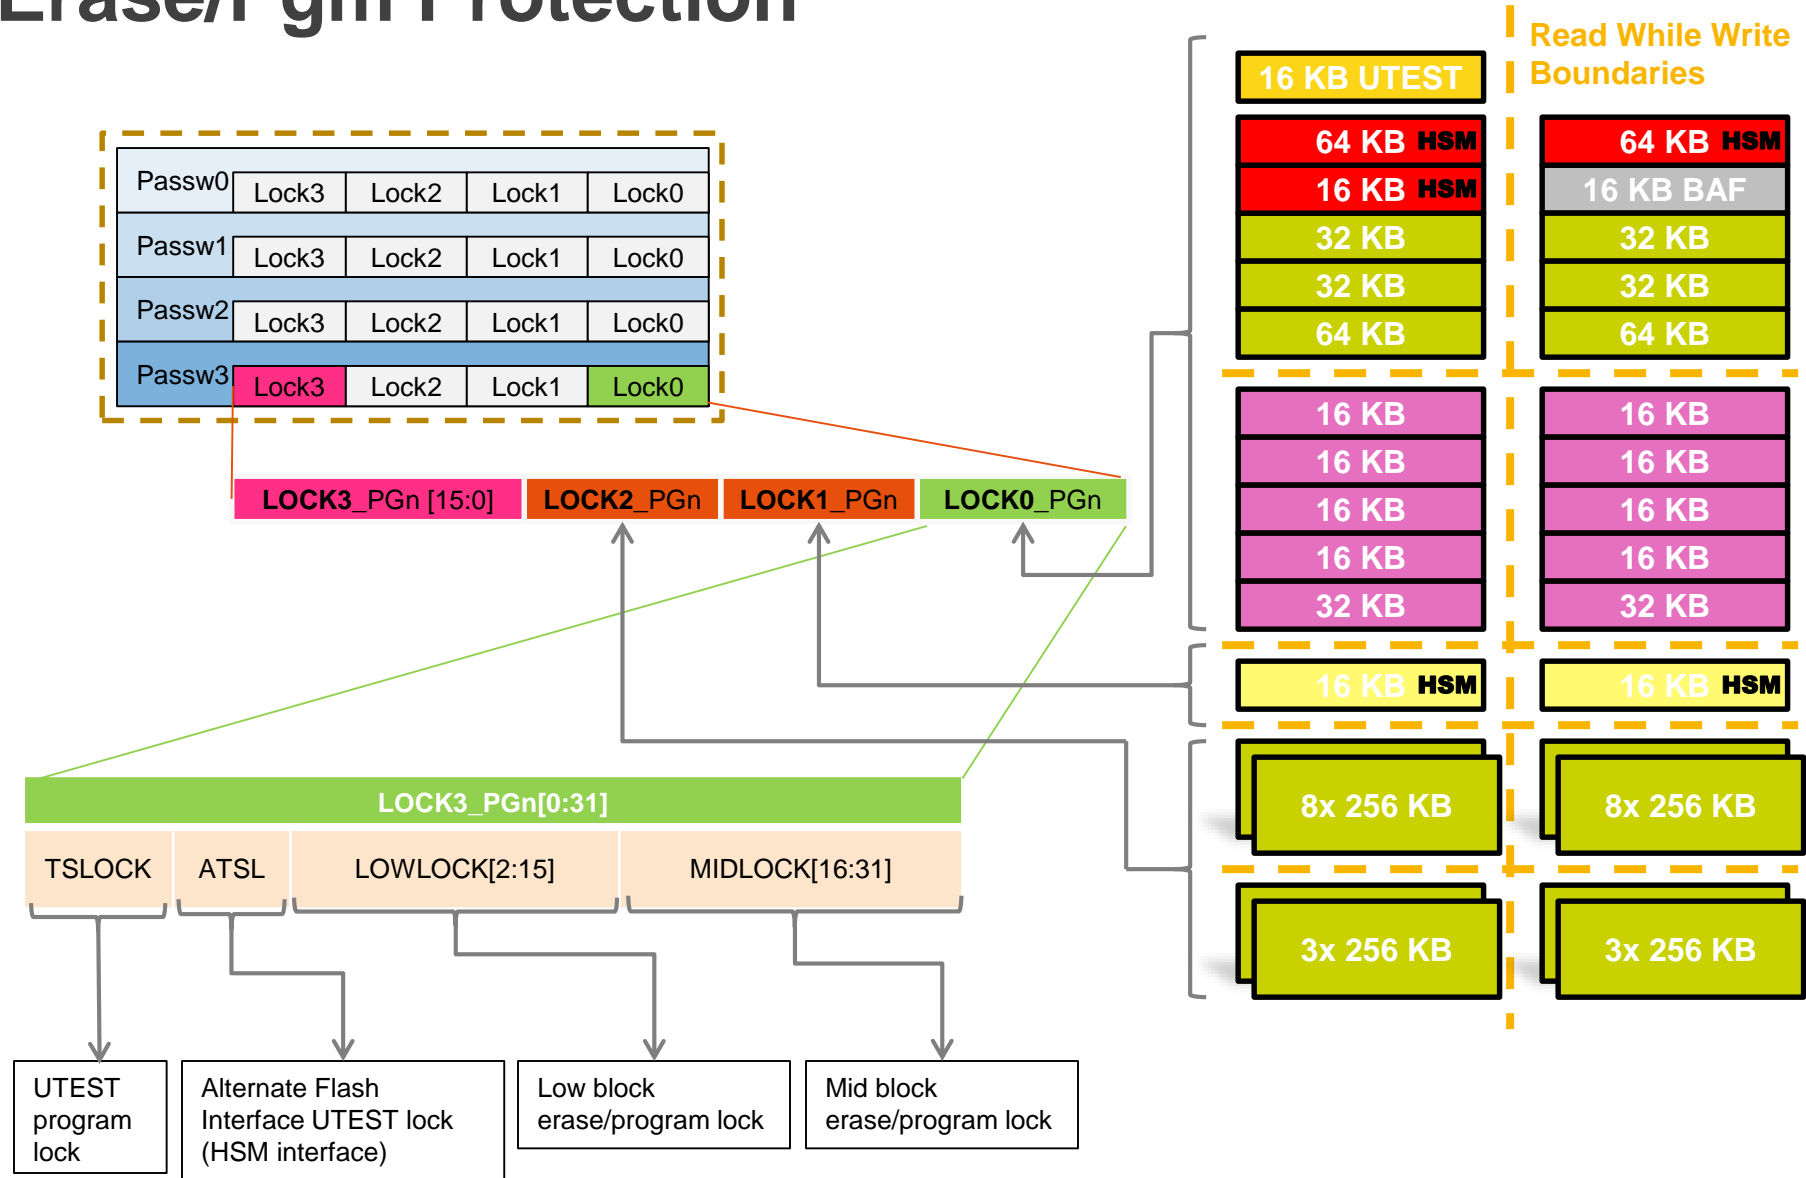 Erase/Pgm Protection
Read While Write
Boundaries
Passw0 Lock3 Lock2 Lock1 Lock0
Passw1 Lock3 Lock2 Lock1 Lock0
Passw2 Lock3 Lock2 Lock1 Lock0
Passw3 Lock3 Lock2 Lock1 Lock0
LOCK3_PGn [15:0] LOCK2_PGn LOCK1_PGn LOCK0_PGn
LOCK3_PGn[0:31]
TSLOCK ATSL LOWLOCK[2:15] MIDLOCK[16:31]
UTEST
program
lock
Alternate Flash
Interface UTEST lock
(HSM interface)
Low block
erase/program lock
Mid block
erase/program lock
16 KB UTEST
64 KB HSM 64 KB HSM
16 KB HSM 16 KB BAF
32 KB 32 KB
32 KB 32 KB
64 KB 64 KB
16 KB 16 KB
16 KB 16 KB
16 KB 16 KB
16 KB 16 KB
32 KB 32 KB
16 KB HSM 16 KB HSM
8x 256 KB 8x 256 KB
3x 256 KB 3x 256 KB